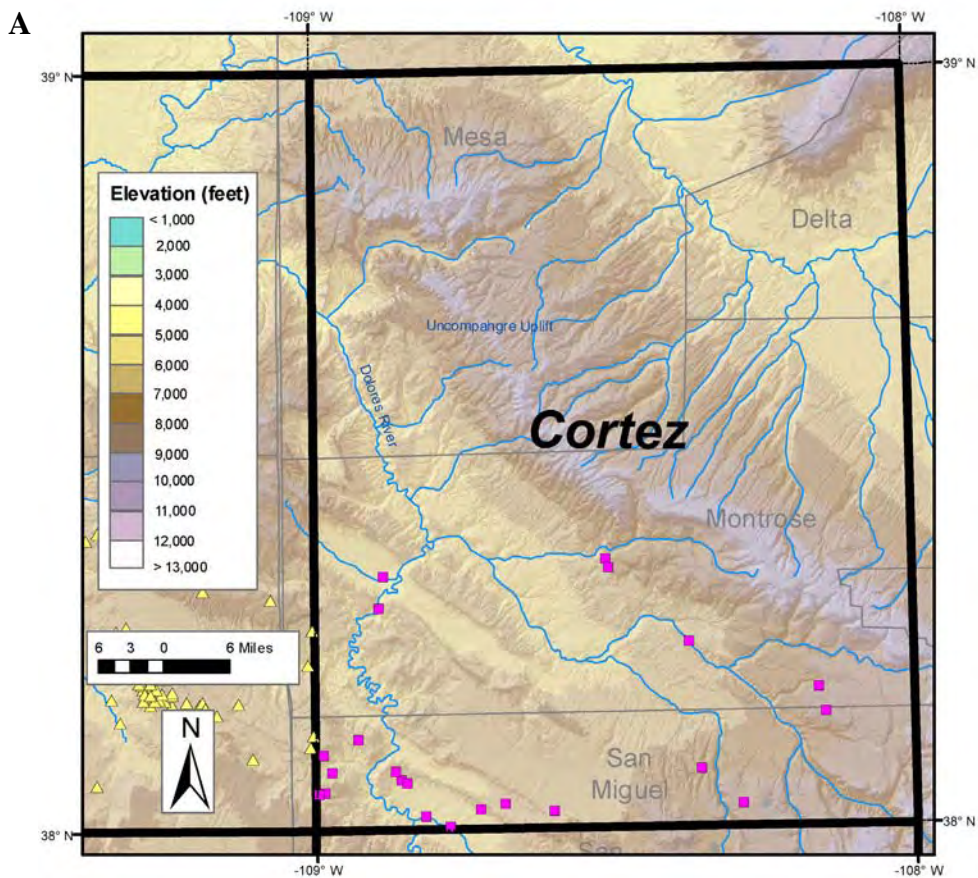 A
-109° W
-108° W
39° N
39° N
Mesa
Elevation (feet)
< 1,000
2,000
3,000
4,000
5,000
6,000
7,000
8,000
9,000
10,000
11,000
12,000
> 13,000
Delta
Uncompahgre Uplift
Dolores River
Cortez
Montrose
6 3 0 6 Miles
N
San
Miguel
San
38° N
38° N
-109° W
-108° W